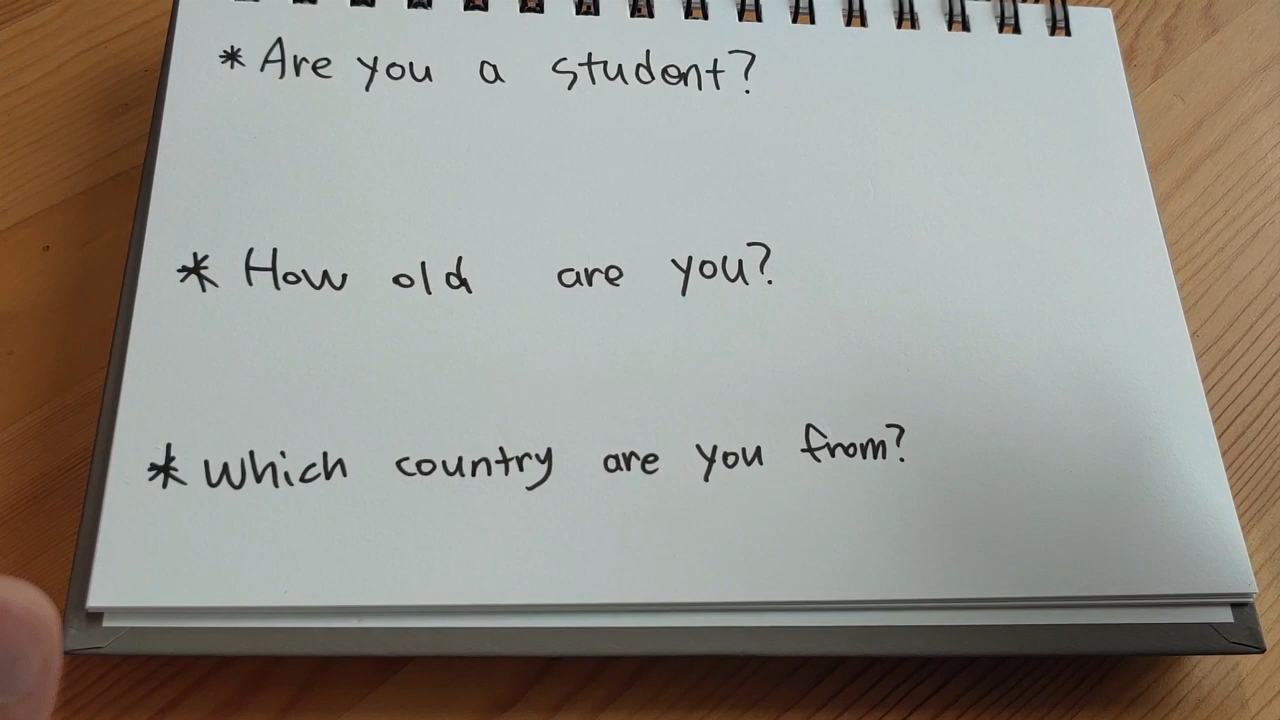 * Are you a student?
* How old are you?
* Which country are you from?